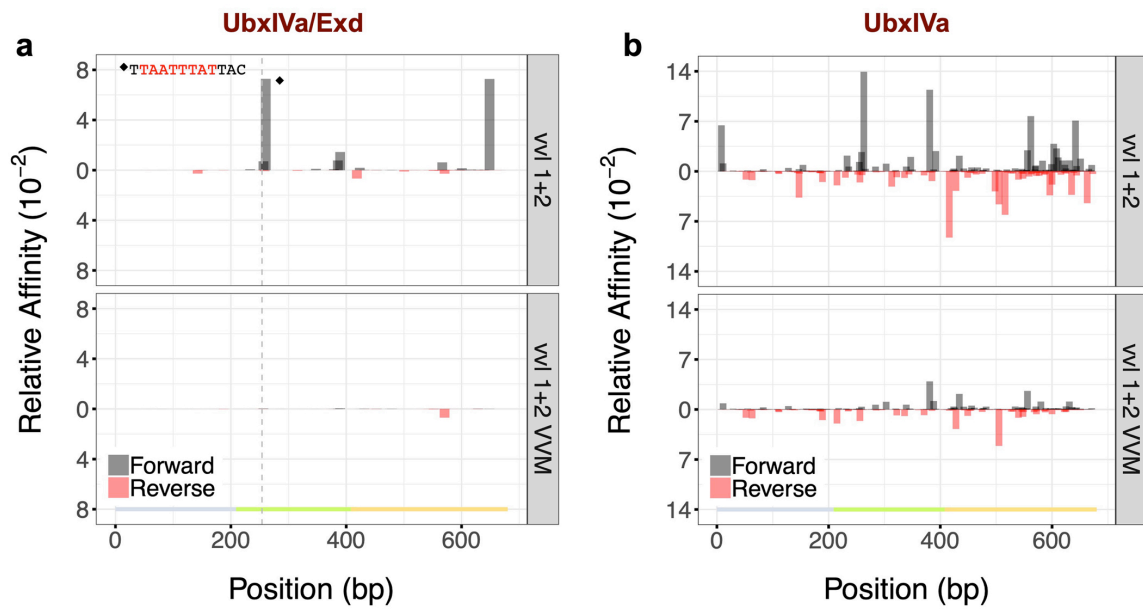 UbxIVa/Exd
UbxIVa
a
b
◆TTAATTTATTAC
◆
8
4
0
4
8
vvl 1+2
8
4
0
4
8
vvl 1+2 VVM
Relative Affinity (10⁻²)
Forward
Reverse
0
200
400
600
Position (bp)
14
7
0
7
14
vvl 1+2
14
7
0
7
14
vvl 1+2 VVM
Relative Affinity (10⁻²)
Forward
Reverse
0
200
400
600
Position (bp)